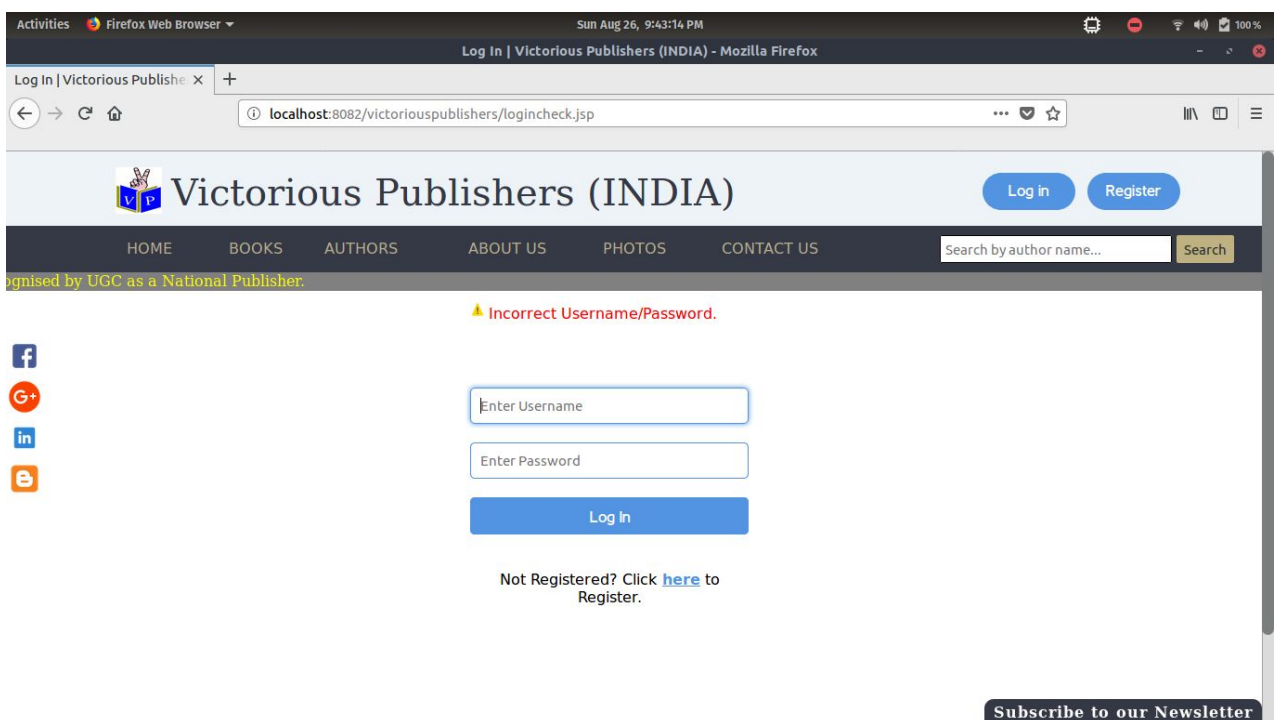 Activities Firefox Web Browser Sun Aug 26, 9:43:14 PM 100 %
Log In | Victorious Publishers (INDIA) - Mozilla Firefox
Log In | Victorious Publishe
localhost:8082/victoriouspublishers/logincheck.jsp
V P Victorious Publishers (INDIA) Log in Register
HOME BOOKS AUTHORS ABOUT US PHOTOS CONTACT US Search by author name... Search
ognised by UGC as a National Publisher.
Incorrect Username/Password.
f
G+
Enter Username
in
Enter Password
Log In
Not Registered? Click here to
Register.
Subscribe to our Newsletter